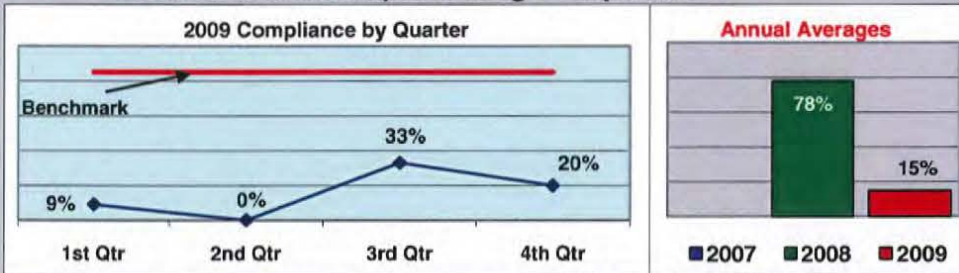 2009 Compliance by Quarter
Benchmark
9%
0%
33%
20%
1st Qtr 2nd Qtr 3rd Qtr 4th Qtr
Annual Averages
78%
15%
2007 2008 2009